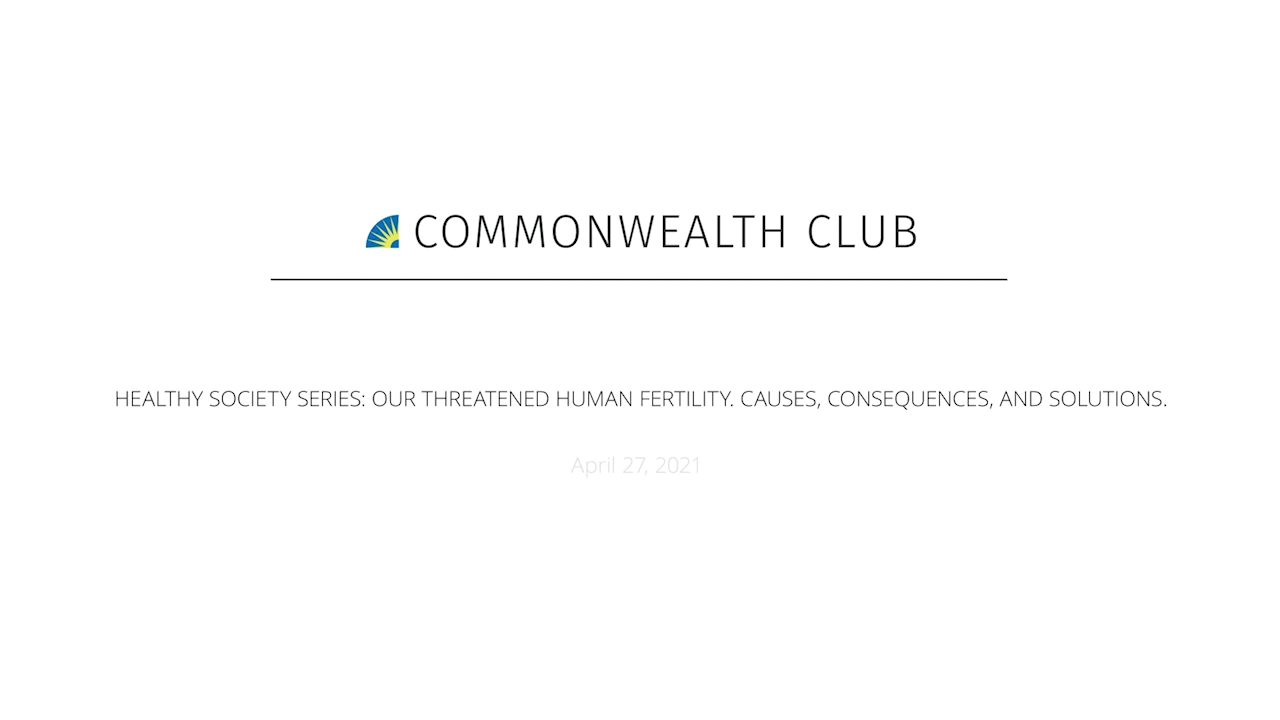 COMMONWEALTH CLUB
HEALTHY SOCIETY SERIES: OUR THREATENED HUMAN FERTILITY. CAUSES, CONSEQUENCES, AND SOLUTIONS.
April 27, 2021